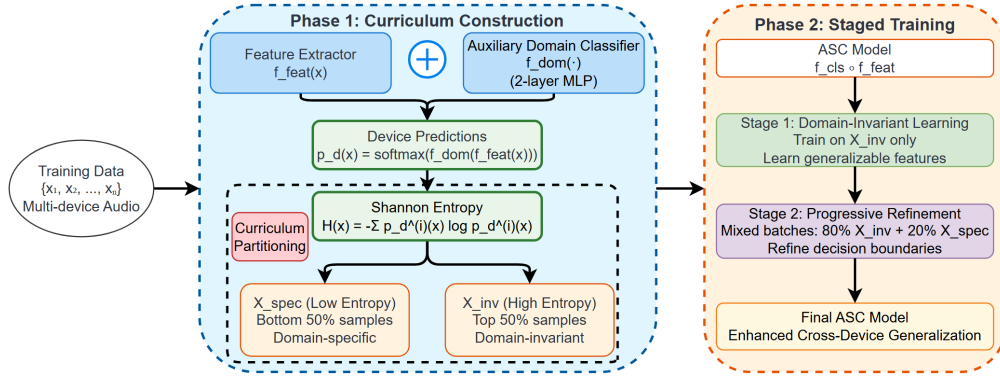 Phase 1: Curriculum Construction
Feature Extractor
f_feat(x)
Auxiliary Domain Classifier
f_dom(·)
(2-layer MLP)
Device Predictions
p_d(x) = softmax(f_dom(f_feat(x)))
Training Data
{x₁, x₂, ..., xₙ}
Multi-device Audio
Shannon Entropy
H(x) = -Σ p_d^(i)(x) log p_d^(i)(x)
Curriculum
Partitioning
X_spec (Low Entropy)
Bottom 50% samples
Domain-specific
X_inv (High Entropy)
Top 50% samples
Domain-invariant
Phase 2: Staged Training
ASC Model
f_cls ∘ f_feat
Stage 1: Domain-Invariant Learning
Train on X_inv only
Learn generalizable features
Stage 2: Progressive Refinement
Mixed batches: 80% X_inv + 20% X_spec
Refine decision boundaries
Final ASC Model
Enhanced Cross-Device Generalization